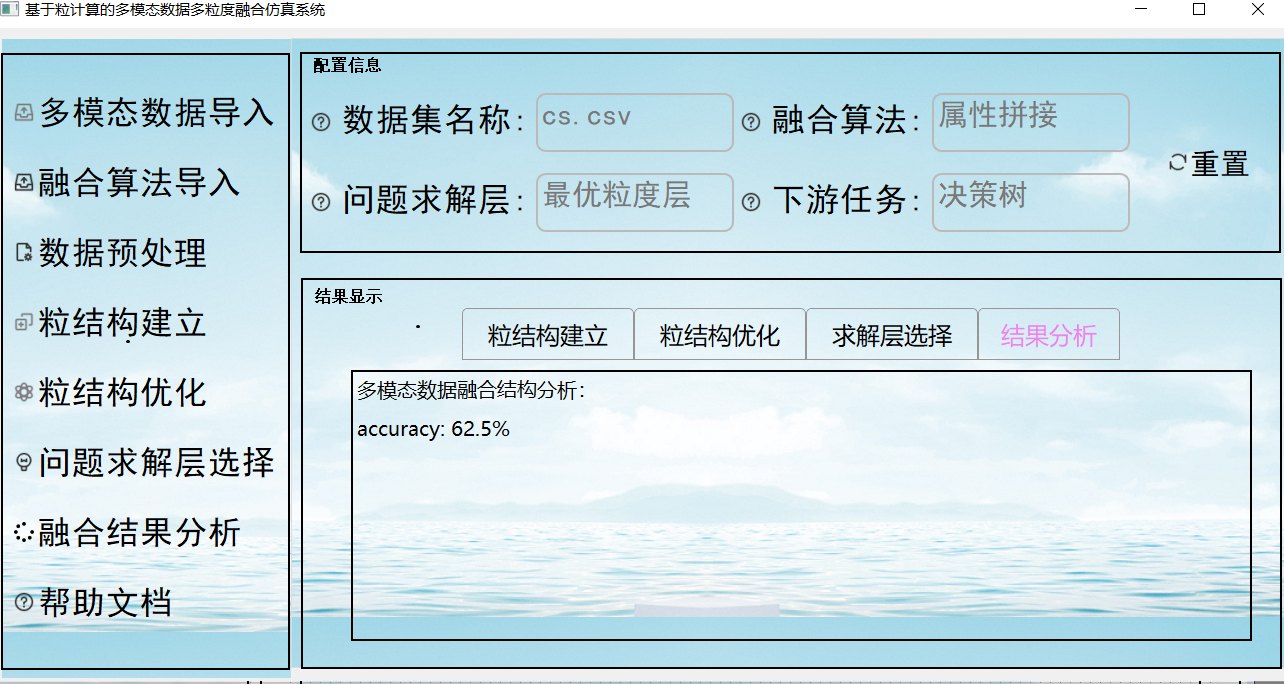 基于粒计算的多模态数据多粒度融合仿真系统
多模态数据导入
融合算法导入
数据预处理
粒结构建立
粒结构优化
问题求解层选择
融合结果分析
帮助文档
配置信息
数据集名称: cs.csv 融合算法: 属性拼接
问题求解层: 最优粒度层 下游任务: 决策树
重置
结果显示
粒结构建立 粒结构优化 求解层选择 结果分析
多模态数据融合结构分析:
accuracy: 62.5%